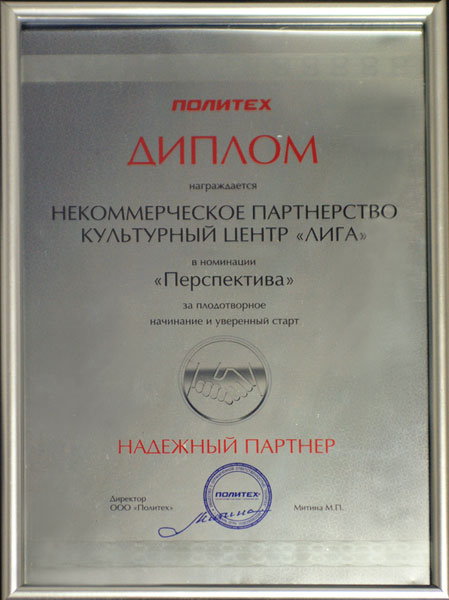 ПОЛИТЕХ
ДИПЛОМ
награждается
НЕКОММЕРЧЕСКОЕ ПАРТНЕРСТВО
КУЛЬТУРНЫЙ ЦЕНТР «ЛИГА»
в номинации
«Перспектива»
за плодотворное
начинание и уверенный старт
НАДЕЖНЫЙ ПАРТНЕР
Директор
ООО «Политех»
ПОЛИТЕХ
Митина
Митина М.П.